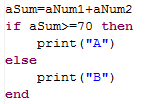 aSum=aNum1+aNum2
if aSum>=70 then
    print("A")
else
    print("B")
end